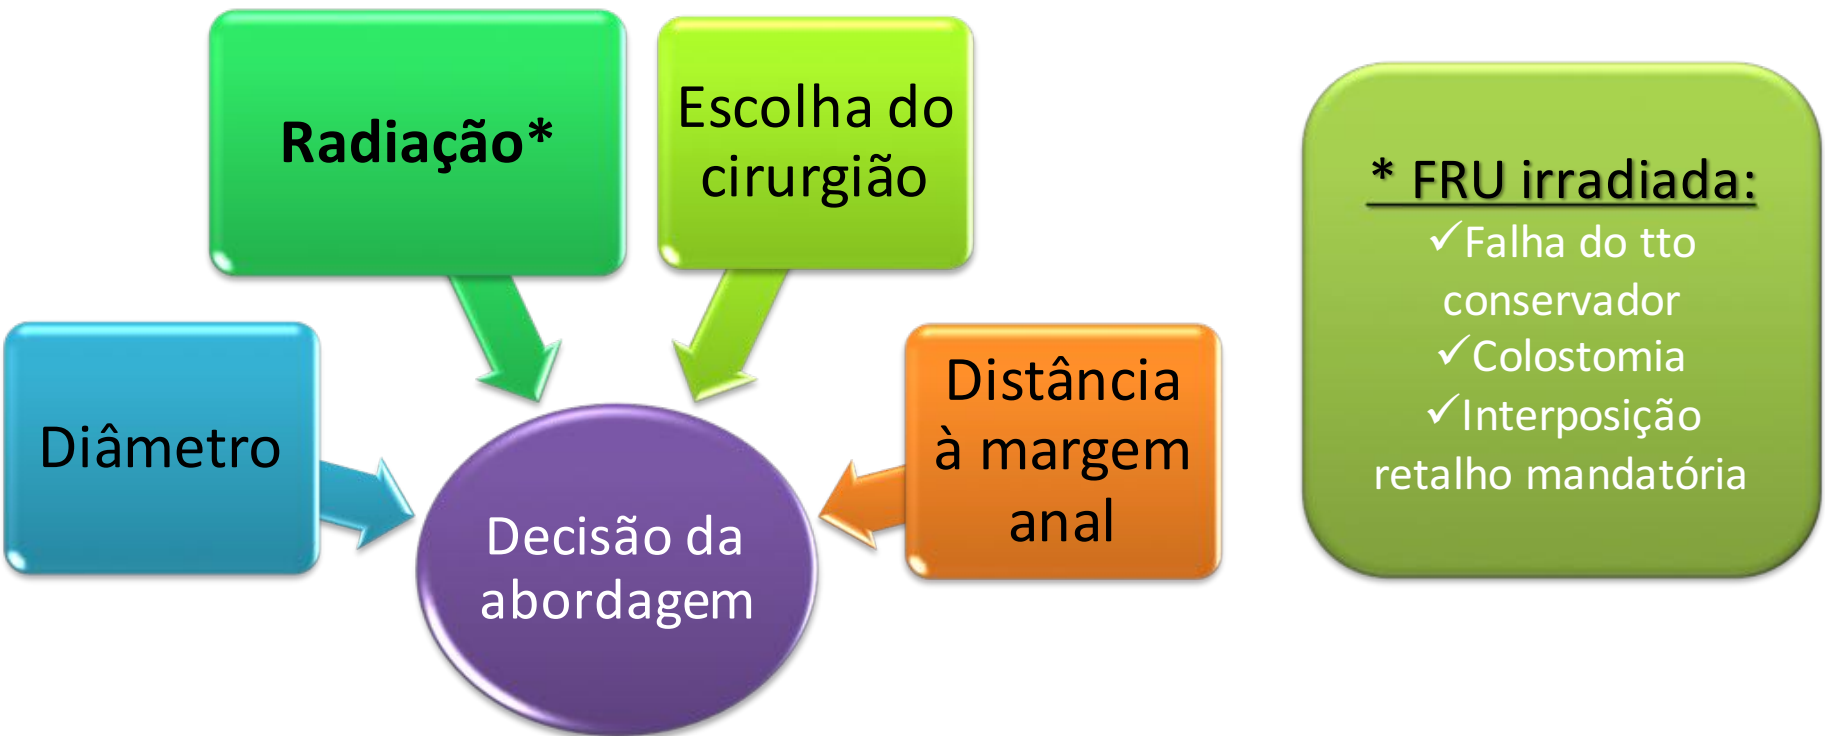 Radiação*
Escolha do
cirurgião
Diâmetro
Distância
à margem
anal
Decisão da
abordagem
* FRU irradiada:
✓Falha do tto
conservador
✓Colostomia
✓Interposição
retalho mandatória